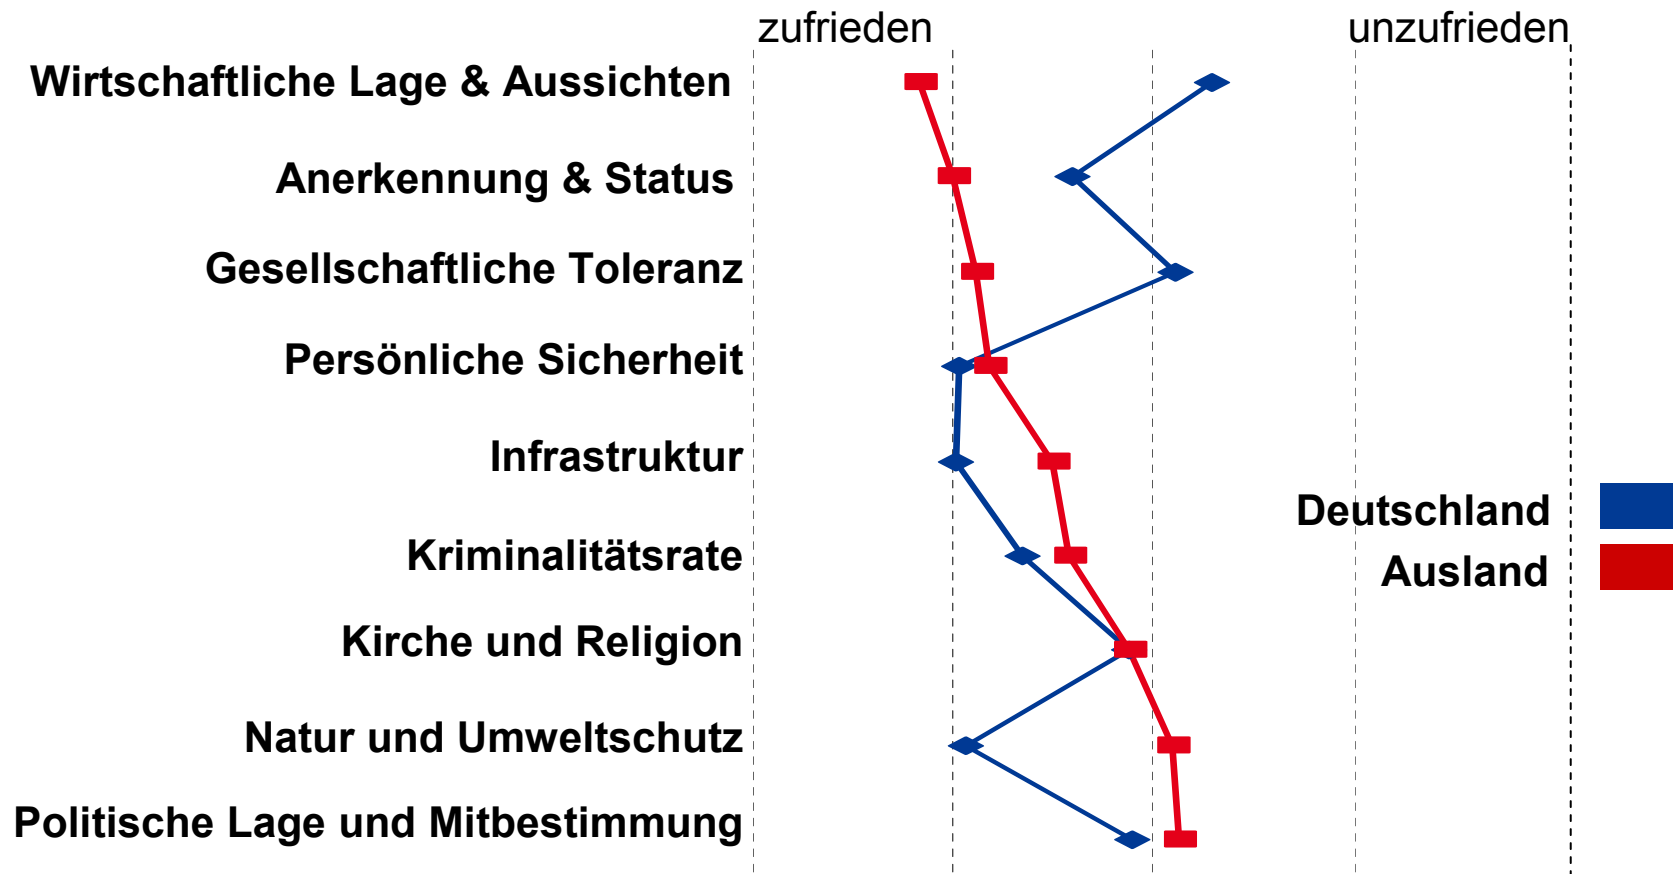 zufrieden unzufrieden
Wirtschaftliche Lage & Aussichten
Anerkennung & Status
Gesellschaftliche Toleranz
Persönliche Sicherheit
Infrastruktur
Deutschland
Kriminalitätsrate
Ausland
Kirche und Religion
Natur und Umweltschutz
Politische Lage und Mitbestimmung